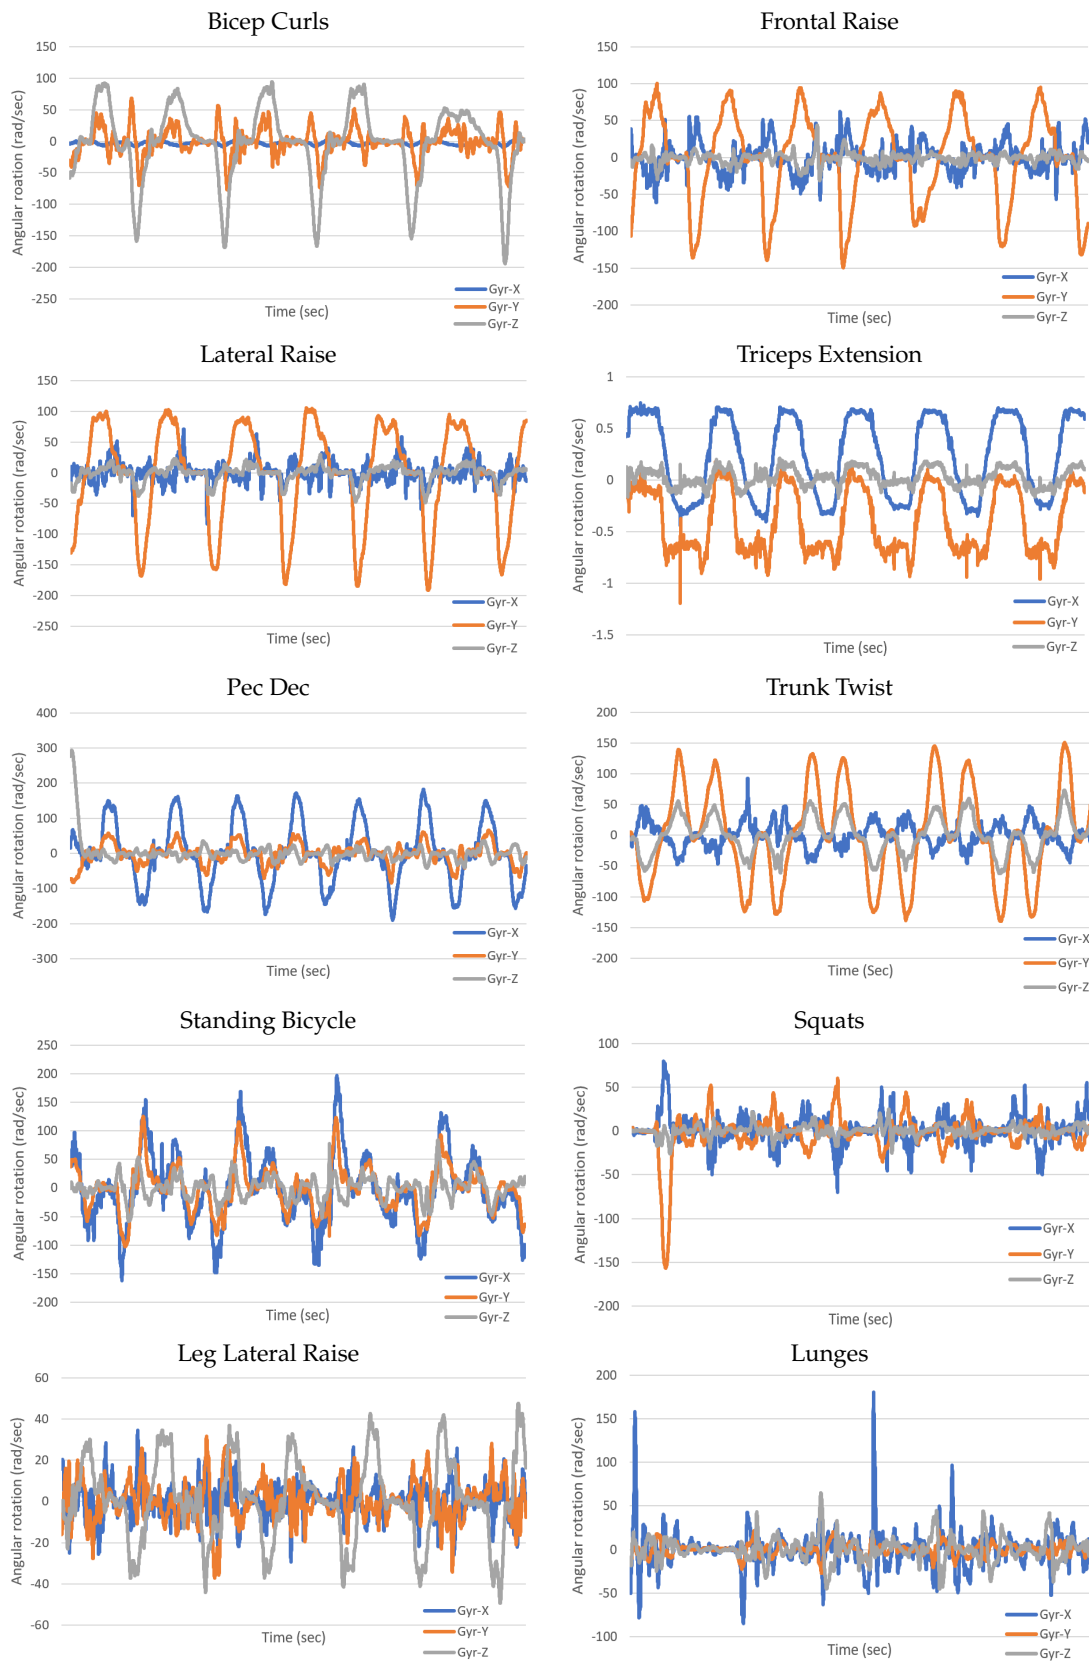 Bicep Curls
150
100
50
0
-50
-100
-150
-200
-250
Angular roation (rad/sec)
Time (sec)
Gyr-X
Gyr-Y
Gyr-Z
Frontal Raise
150
100
50
0
-50
-100
-150
-200
Angular rotation (rad/sec)
Time (sec)
Gyr-X
Gyr-Y
Gyr-Z
Lateral Raise
150
100
50
0
-50
-100
-150
-200
-250
Angular rotation (rad/sec)
Time (sec)
Gyr-X
Gyr-Y
Gyr-Z
Triceps Extension
1
0.5
0
-0.5
-1
-1.5
Angular rotation (rad/sec)
Time (sec)
Gyr-X
Gyr-Y
Gyr-Z
Pec Dec
400
300
200
100
0
-100
-200
-300
Angular rotation (rad/sec)
Time (sec)
Gyr-X
Gyr-Y
Gyr-Z
Trunk Twist
200
150
100
50
0
-50
-100
-150
-200
Angular rotation (rad/sec)
Time (Sec)
Gyr-X
Gyr-Y
Gyr-Z
Standing Bicycle
250
200
150
100
50
0
-50
-100
-150
-200
Angular rotation (rad/sec)
Time (sec)
Gyr-X
Gyr-Y
Gyr-Z
Squats
100
50
0
-50
-100
-150
-200
Angular rotation (rad/sec)
Time (sec)
Gyr-X
Gyr-Y
Gyr-Z
Leg Lateral Raise
60
40
20
0
-20
-40
-60
Angular rotation (rad/sec)
Time (sec)
Gyr-X
Gyr-Y
Gyr-Z
Lunges
200
150
100
50
0
-50
-100
Angular rotation (rad/sec)
Time (sec)
Gyr-X
Gyr-Y
Gyr-Z